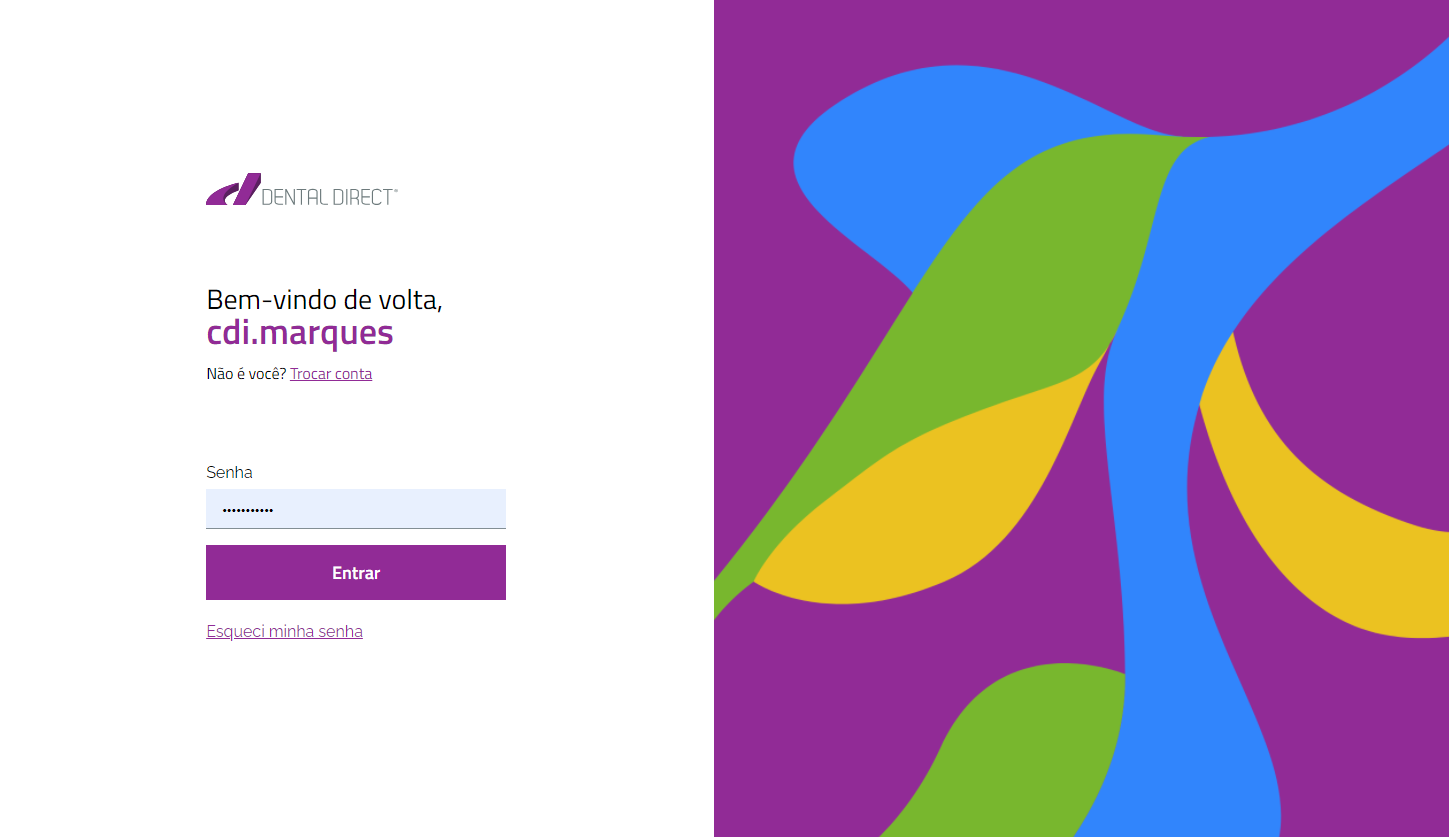 DENTAL DIRECT®
Bem-vindo de volta,
cdi.marques
Não é você? Trocar conta
Senha
•••••••••••
Entrar
Esqueci minha senha